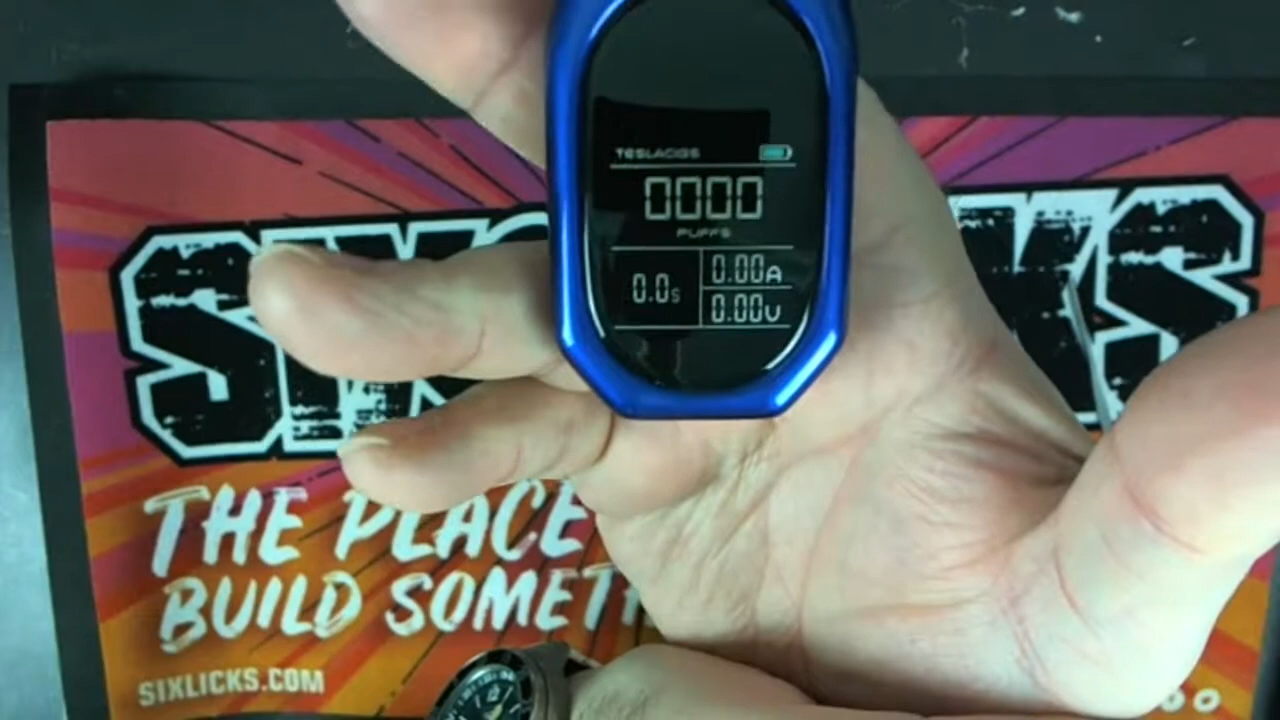 TESLACIGS
0000
PUFFS
0.0s
0.00A
0.00V
THE PLACE
BUILD SOMET
SIXLICKS.COM